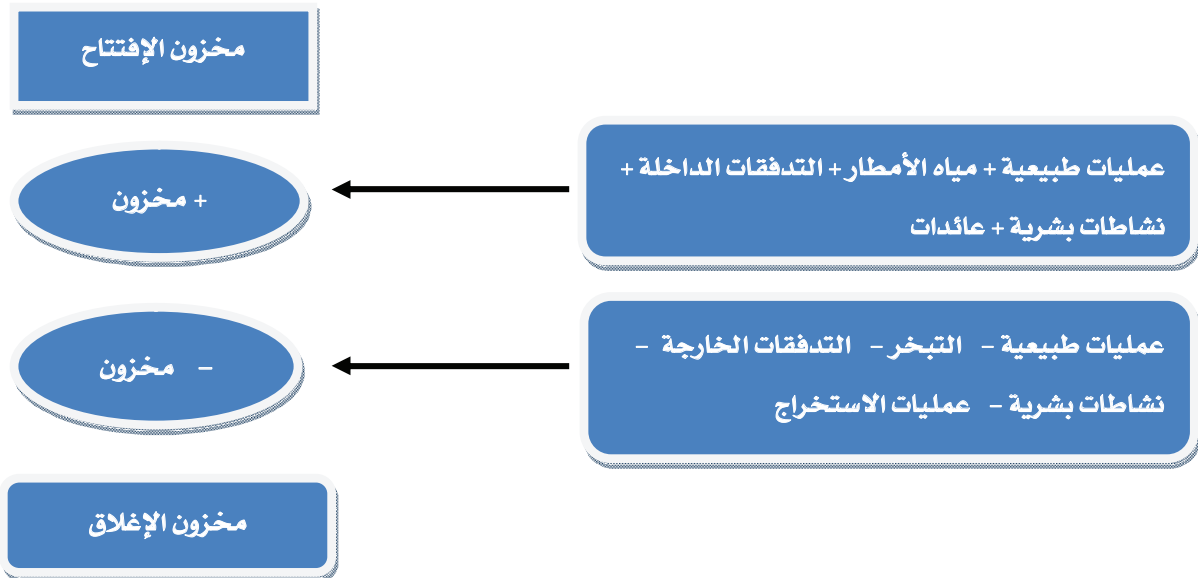 مخزون الإفتتاح
عمليات طبيعية + مياه الأمطار + التدفقات الداخلة +
نشاطات بشرية + عائدات
+ مخزون
عمليات طبيعية – التبخر – التدفقات الخارجة –
نشاطات بشرية – عمليات الاستخراج
– مخزون
مخزون الإغلاق